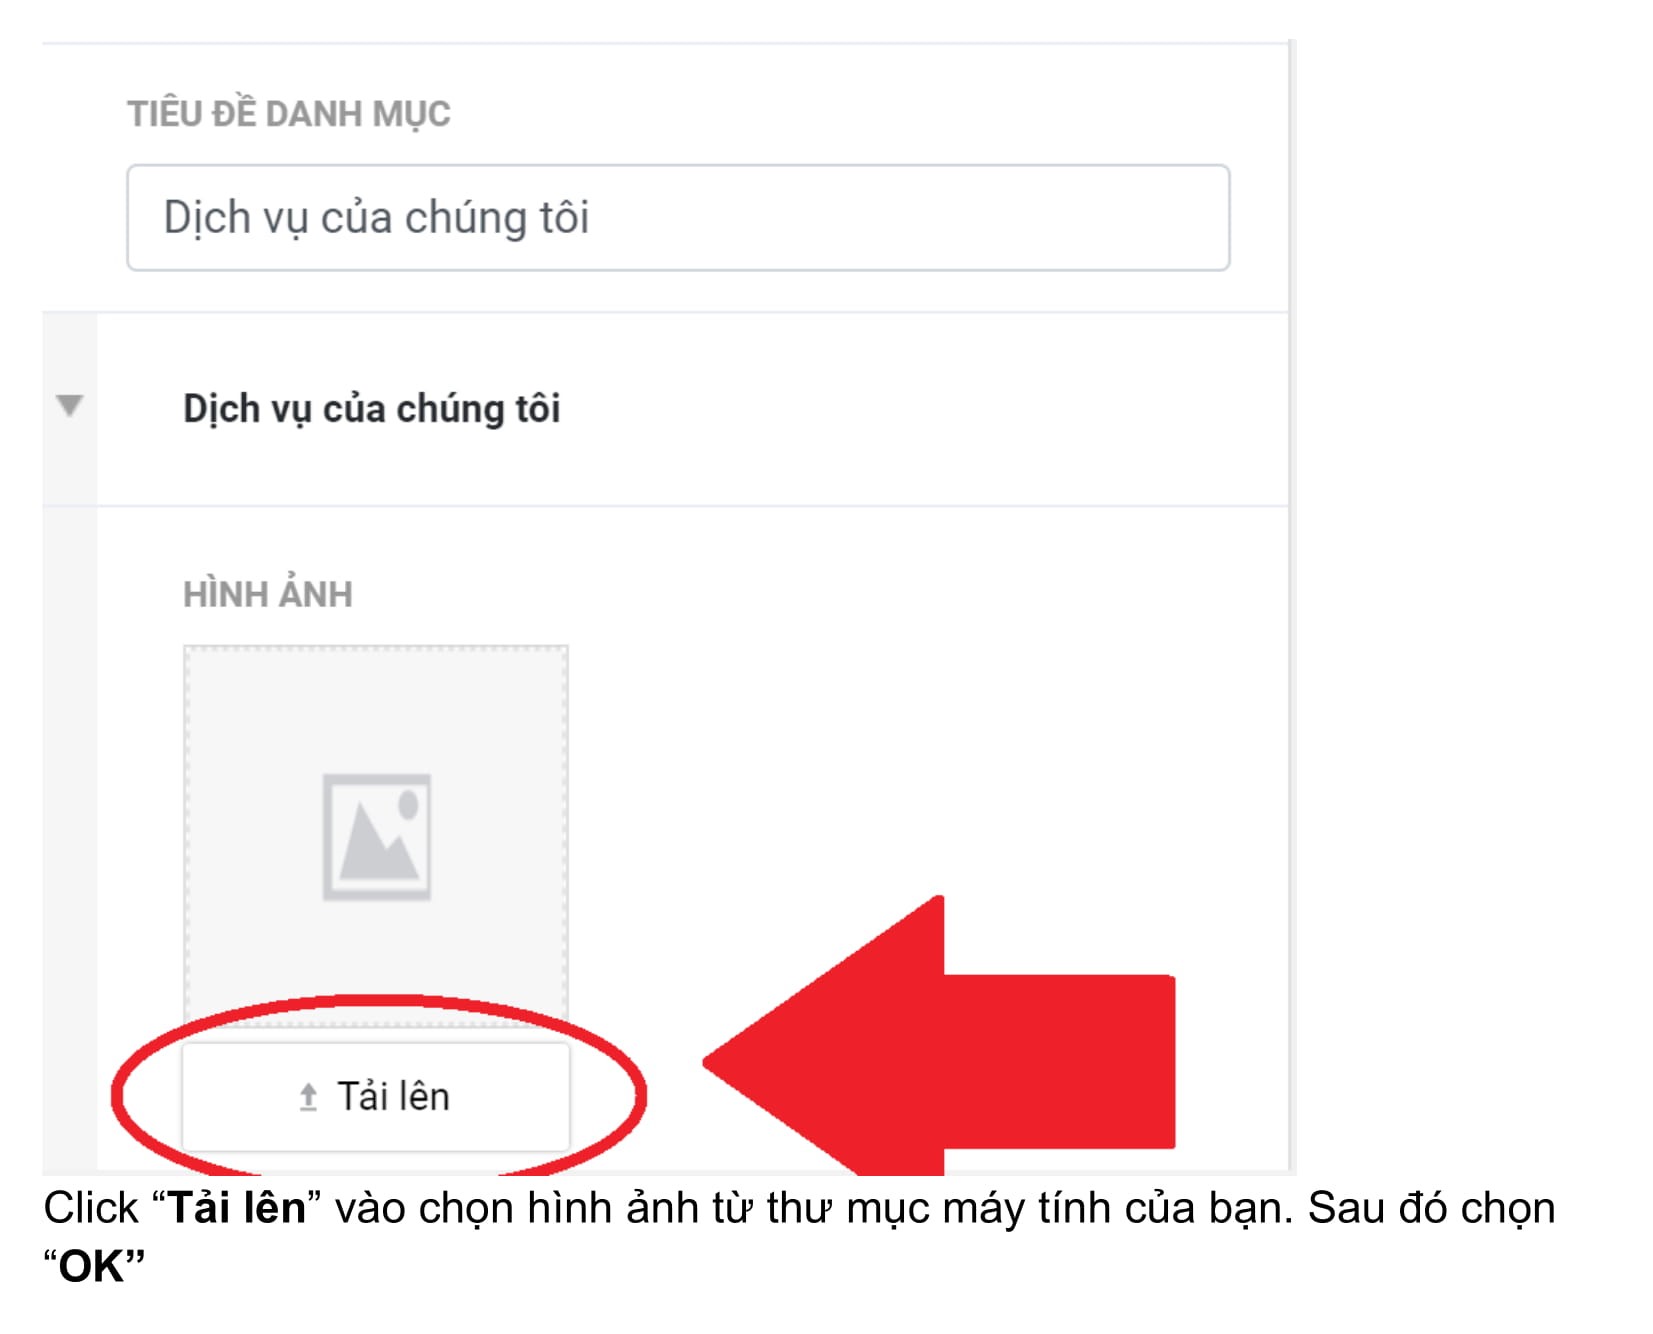 TIÊU ĐỀ DANH MỤC
Dịch vụ của chúng tôi
Dịch vụ của chúng tôi
HÌNH ẢNH
Tải lên
Click “Tải lên” vào chọn hình ảnh từ thư mục máy tính của bạn. Sau đó chọn
“OK”